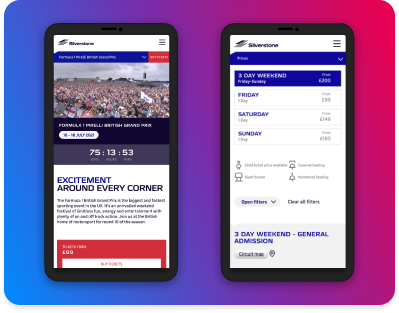 Silverstone
Formula 1 Pirelli British Grand Prix
BUY TICKETS
FORMULA 1 PIRELLI BRITISH GRAND PRIX
16 - 18 JULY 2021
75 : 13 : 53
DAYS HOURS MINS
EXCITEMENT
AROUND EVERY CORNER
The Formula 1 British Grand Prix is the biggest and fastest
sporting event in the UK. It's an unrivalled weekend
festival of limitless fun, energy and entertainment with
plenty of on and off track action. Join us at the British
home of motorsport for round 10 of the season.
TICKETS FROM
£99
BUY TICKETS
Silverstone
Prices
3 DAY WEEKEND
Friday-Sunday
From
£200
FRIDAY
1 Day
From
£99
SATURDAY
1 Day
From
£149
SUNDAY
1 Day
From
£185
Child ticket price available
Covered Seating
Giant Screen
Numbered Seating
Open filters
Clear all filters
3 DAY WEEKEND - GENERAL
ADMISSION
Circuit map